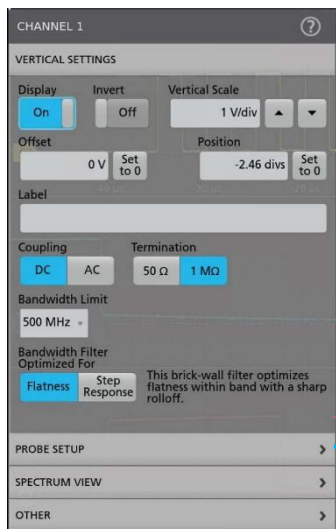 CHANNEL 1 ?
VERTICAL SETTINGS
Display Invert Vertical Scale
On Off 1 V/div
Offset Position
0 V Set to 0 -2.46 divs Set to 0
Label
Coupling Termination
DC AC 50 Ω 1 MΩ
Bandwidth Limit
500 MHz
Bandwidth Filter
Optimized For
Flatness Step Response
This brick-wall filter optimizes
flatness within band with a sharp
rolloff.
PROBE SETUP
SPECTRUM VIEW
OTHER